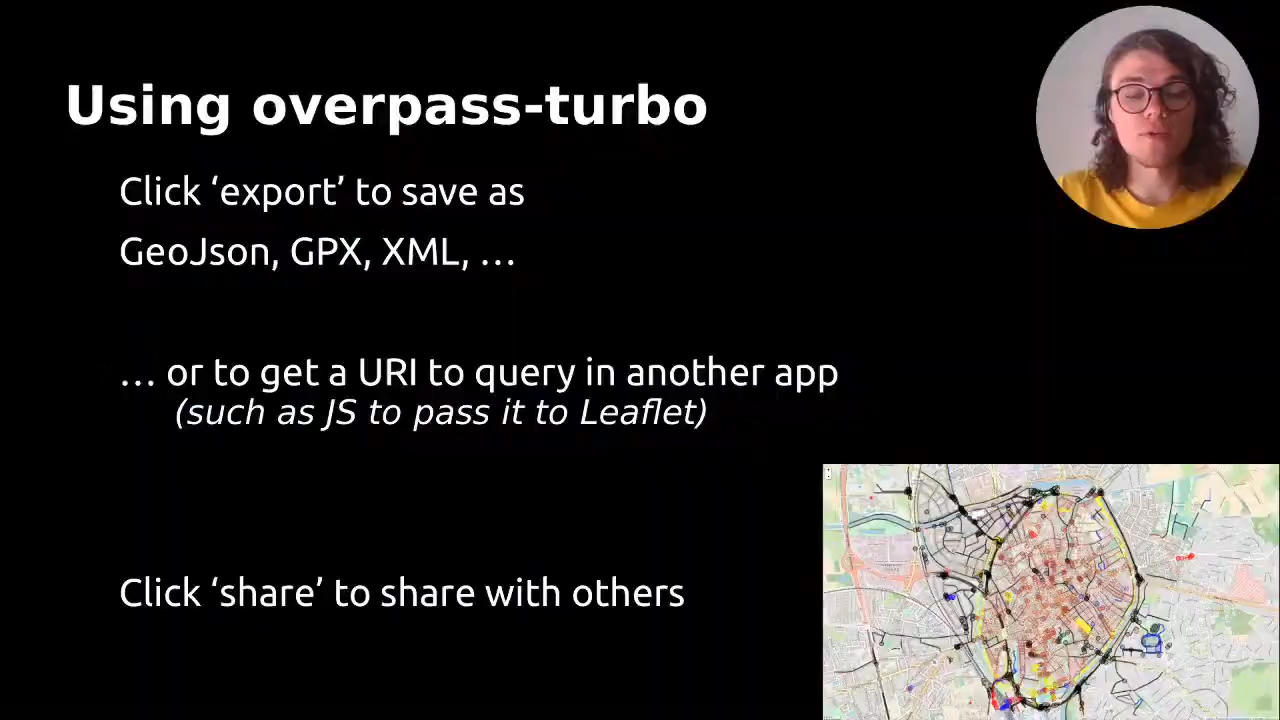 Using overpass-turbo
Click ‘export’ to save as
GeoJson, GPX, XML, …
… or to get a URI to query in another app
(such as JS to pass it to Leaflet)
Click ‘share’ to share with others